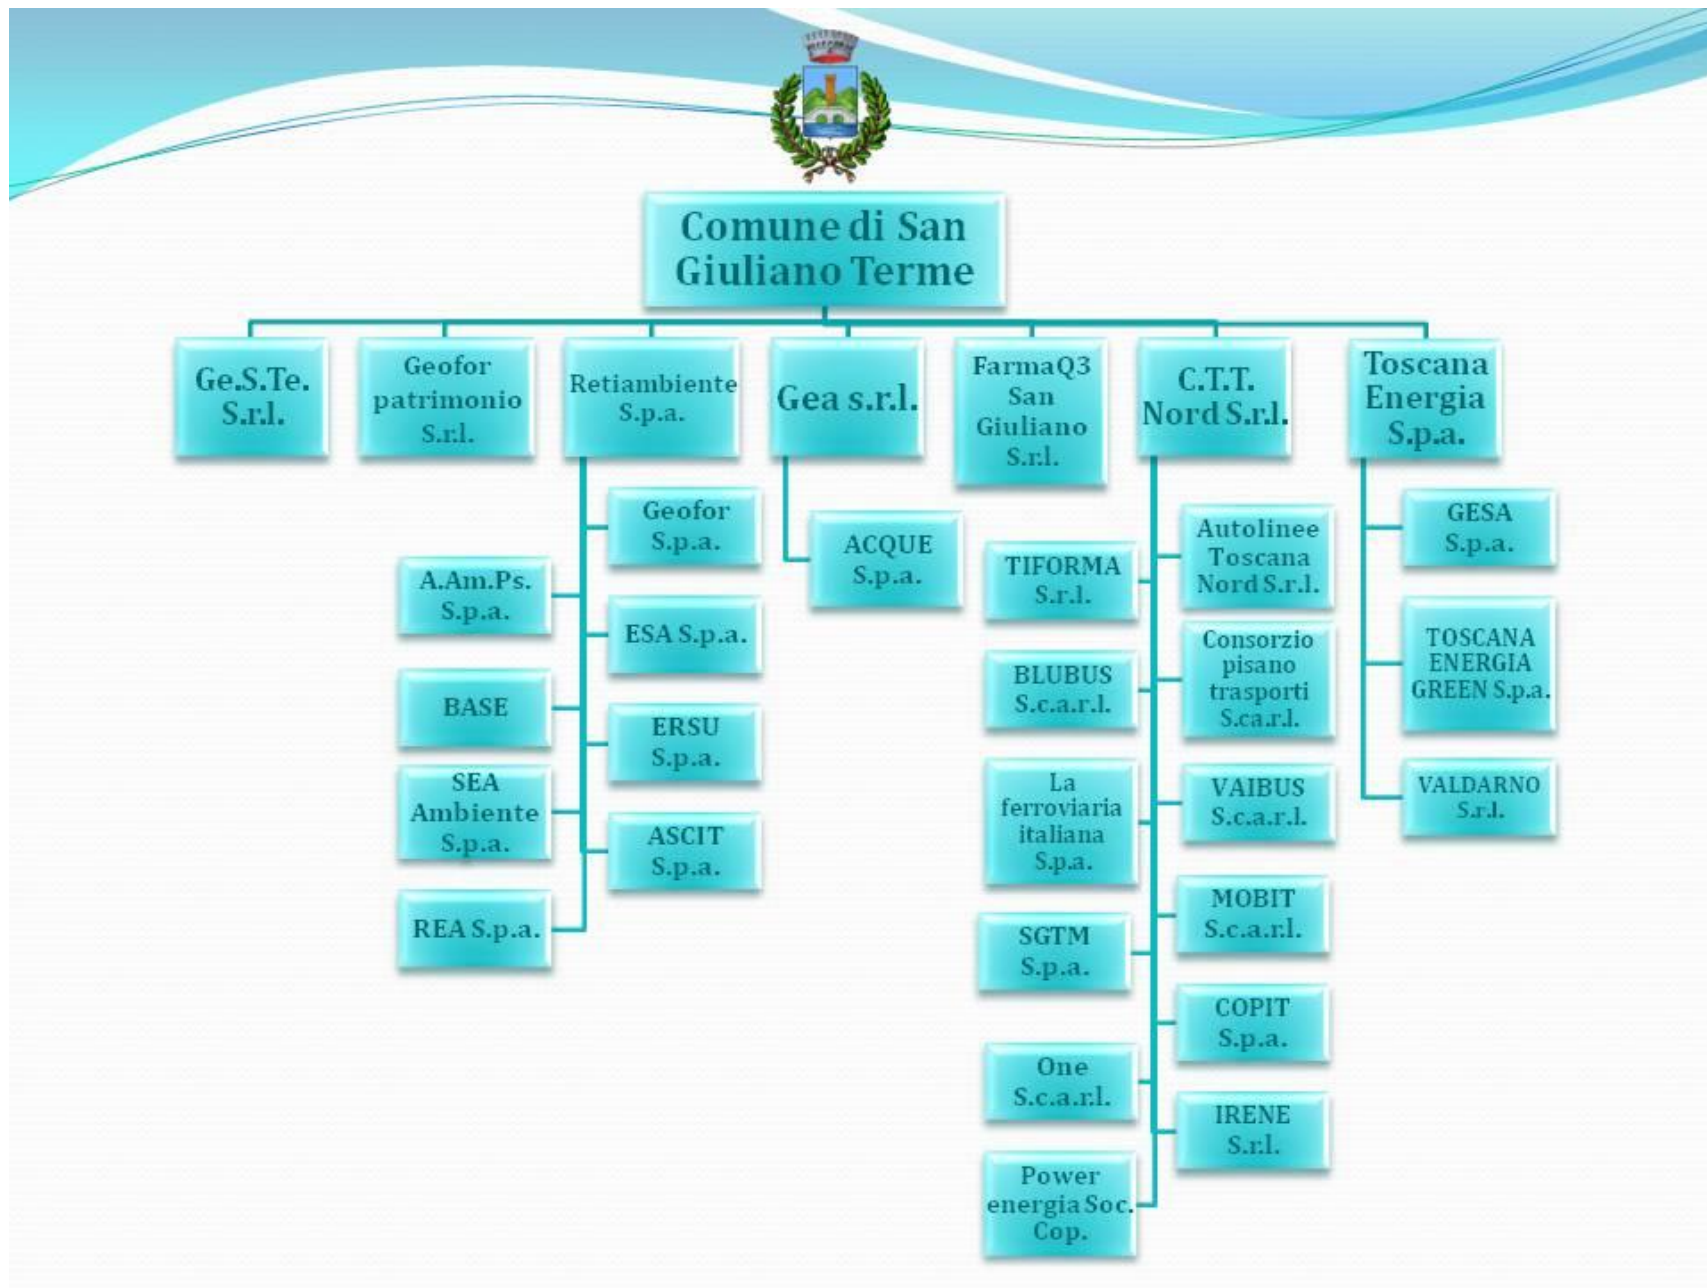 Comune di San
Giuliano Terme
Ge.S.Te.
S.r.l.
Geofor
patrimonio
S.r.l.
Retiambiente
S.p.a.
Gea s.r.l.
FarmaQ3
San
Giuliano
S.r.l.
C.T.T.
Nord S.r.l.
Toscana
Energia
S.p.a.
Geofor
S.p.a.
A.Am.Ps.
S.p.a.
ESA S.p.a.
BASE
ERSU
S.p.a.
SEA
Ambiente
S.p.a.
ASCIT
S.p.a.
REA S.p.a.
ACQUE
S.p.a.
Autolinee
Toscana
Nord S.r.l.
TIFORMA
S.r.l.
Consorzio
pisano
trasporti
S.ca.r.l.
BLUBUS
S.c.a.r.l.
VAIBUS
S.c.a.r.l.
La
ferroviaria
italiana
S.p.a.
MOBIT
S.c.a.r.l.
SGTM
S.p.a.
COPIT
S.p.a.
One
S.c.a.r.l.
IRENE
S.r.l.
Power
energia Soc.
Cop.
GESA
S.p.a.
TOSCANA
ENERGIA
GREEN S.p.a.
VALDARNO
S.r.l.